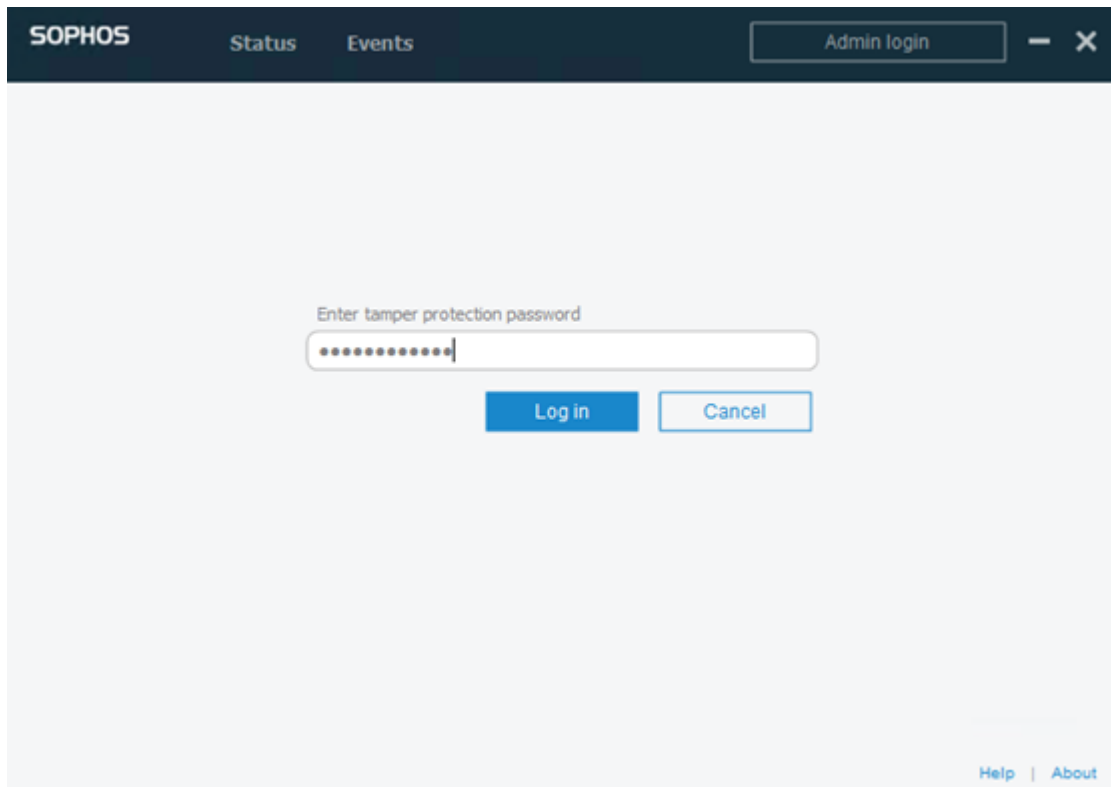 SOPHOS Status Events Admin login
Enter tamper protection password
Log in Cancel
Help | About